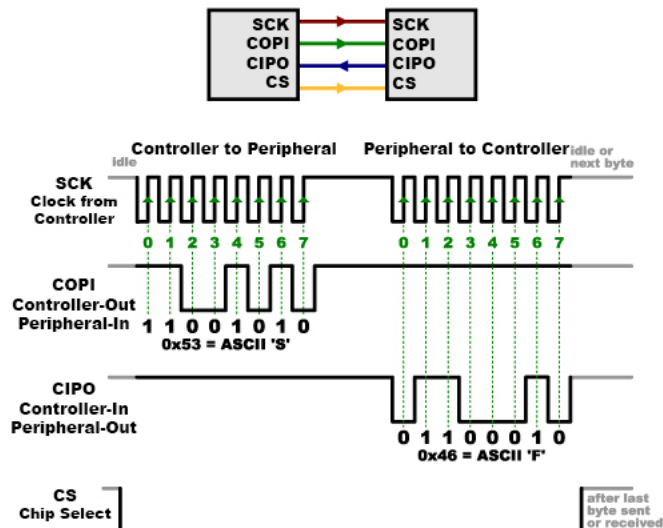 SCK SCK
COPI COPI
CIPO CIPO
CS CS
Controller to Peripheral Peripheral to Controller
idle
idle or
next byte
SCK
Clock from
Controller
0 1 2 3 4 5 6 7 0 1 2 3 4 5 6 7
COPI
Controller-Out
Peripheral-In
1 1 0 0 1 0 1 0
0x53 = ASCII 'S'
CIPO
Controller-In
Peripheral-Out
0 1 1 0 0 0 1 0
0x46 = ASCII 'F'
CS
Chip Select
after last
byte sent
or received